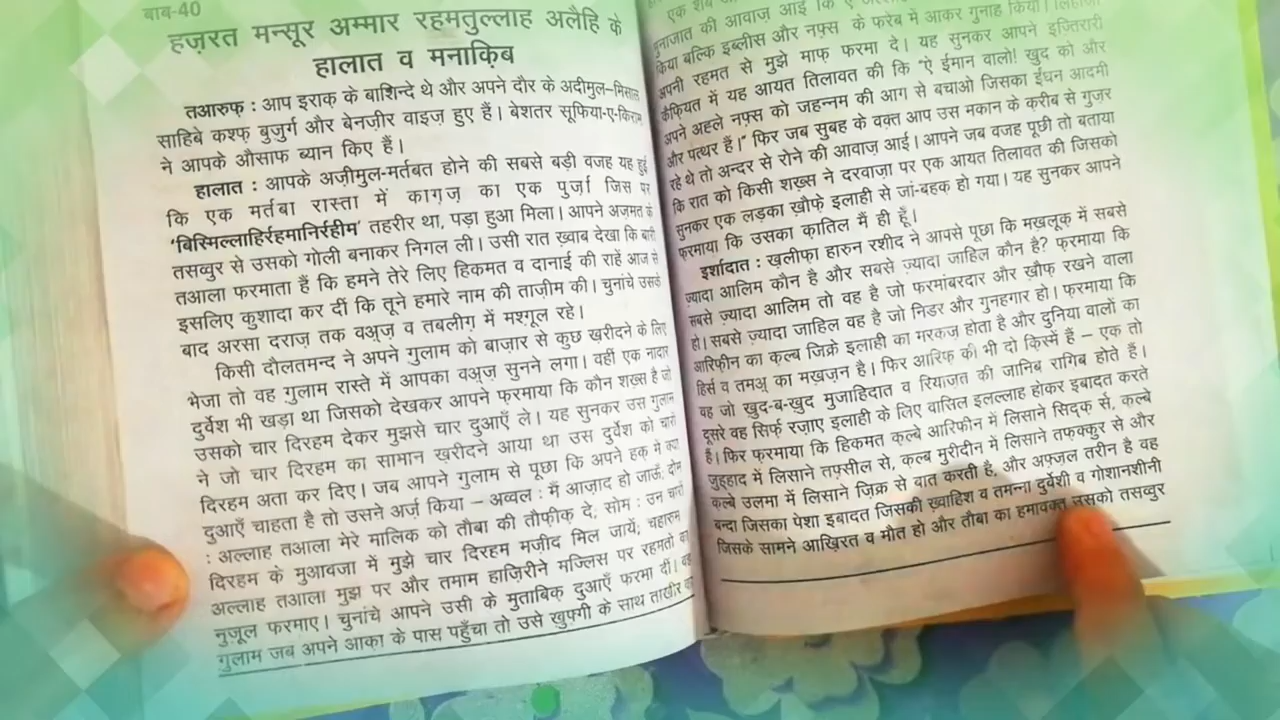 बाब-40
हज़रत मन्सूर अम्मार रहमतुल्लाह अलैहि के
हालात व मनाक़िब
तआरुफ़ : आप इराक़ के बाशिन्दे थे और अपने दौर के अदीमुल-मिसाल
साहिबे कश्फ़ बुज़ुर्ग और बेनज़ीर वाइज़ हुए हैं। बेशतर सूफिया-ए-किराम
ने आपके औसाफ ब्यान किए हैं।
हालात : आपके अज़ीमुल-मर्तबत होने की सबसे बड़ी वजह यह हुई
कि एक मर्तबा रास्ता में काग़ज़ का एक पुर्ज़ा जिस पर
'बिस्मिल्लाहिर्रहमानिर्रहीम' तहरीर था, पड़ा हुआ मिला। आपने अज़मत के
तसव्वुर से उसको गोली बनाकर निगल ली। उसी रात ख़्वाब देखा कि बारी
तआला फरमाता हैं कि हमने तेरे लिए हिकमत व दानाई की राहें आज से
इसलिए कुशादा कर दीं कि तूने हमारे नाम की ताज़ीम की। चुनांचे उसके
बाद अरसा दराज़ तक वअ़ज़ व तबलीग़ में मश्ग़ूल रहे।
किसी दौलतमन्द ने अपने गुलाम को बाज़ार से कुछ खरीदने के लिए
भेजा तो वह ग़ुलाम रास्ते में आपका वअ़ज़ सुनने लगा। वहीं एक नादार
दुर्वेश भी खड़ा था जिसको देखकर आपने फ़रमाया कि कौन शख़्स है जो
उसको चार दिरहम देकर मुझसे चार दुआएँ ले। यह सुनकर उस गुलाम
ने जो चार दिरहम का सामान ख़रीदने आया था उस दुर्वेश को चारों
दिरहम अता कर दिए। जब आपने गुलाम से पूछा कि अपने हक़ में क्या
दुआएँ चाहता है तो उसने अर्ज़ किया – अव्वल : मैं आज़ाद हो जाऊँ; दोम
: अल्लाह तआला मेरे मालिक को तौबा की तौफ़ीक़ दे; सोम : उन चारों
दिरहम के मुआवजा में मुझे चार दिरहम मज़ीद मिल जायें; चहारुम
अल्लाह तआला मुझ पर और तमाम हाज़िरीने मज्लिस पर रहमतों का
नुज़ूल फरमाए। चुनांचे आपने उसी के मुताबिक़ दुआएँ फरमा दीं। वह
ग़ुलाम जब अपने आक़ा के पास पहुँचा तो उसे खुफ्गी के साथ ताख़ीर का
एक शब आवाज़ आई कि
मुनाजात की आवाज़ आई कि के फ़रेब में आकर गुनाह किया। लिहाज़ा
किया बल्कि इब्लीस और नफ़्स
अपनी रहमत से मुझे माफ़ फरमा दे। यह सुनकर आपने इज़्तिरारी
कैफ़ियत में यह आयत तिलावत की कि "ऐ ईमान वालो! खुद को और
अपने अहले नफ़्स को जहन्नम की आग से बचाओ जिसका ईंधन आदमी
और पत्थर हैं।" फिर जब सुबह के वक़्त आप उस मकान के क़रीब से गुज़र
रहे थे तो अन्दर से रोने की आवाज़ आई। आपने जब वजह पूछी तो बताया
कि रात को किसी शख़्स ने दरवाज़ा पर एक आयत तिलावत की जिसको
सुनकर एक लड़का ख़ौफ़े इलाही से जां-बहक़ हो गया। यह सुनकर आपने
फ़रमाया कि उसका क़ातिल मैं ही हूँ।
इर्शादात : ख़लीफ़ा हारुन रशीद ने आपसे पूछा कि मख़लूक़ में सबसे
ज़्यादा आलिम कौन है और सबसे ज़्यादा जाहिल कौन है? फ़रमाया कि
सबसे ज़्यादा आलिम तो वह है जो फरमांबरदार और ख़ौफ़ रखने वाला
हो। सबसे ज़्यादा जाहिल वह है जो निडर और गुनहगार हो। फ़रमाया कि
आरिफ़ीन का क़ल्ब ज़िक्रे इलाही का मरकज़ होता है और दुनिया वालों का
हिर्स व तमअ् का मख़्ज़न है। फिर आरिफ़ की भी दो क़िस्में हैं – एक तो
वह जो ख़ुद-ब-ख़ुद मुजाहिदात व रियाज़त की जानिब राग़िब होते हैं।
दूसरे वह सिर्फ़ रज़ाए इलाही के लिए वासिल इलल्लाह होकर इबादत करते
हैं। फिर फ़रमाया कि हिकमत क़ल्बे आरिफीन में लिसाने सिद्क़ से, क़ल्बे
जुहहाद में लिसाने तफ़्सील से, क़ल्ब मुरीदीन में लिसाने तफ़क्कुर से और
क़ल्बे उलमा में लिसाने ज़िक्र से बात करती है, और अफ़्ज़ल तरीन है वह
बन्दा जिसका पेशा इबादत जिसकी ख़्वाहिश व तमन्ना दुर्वेशी व गोशानशीनी
जिसके सामने आख़िरत व मौत हो और तौबा का हमावक़्त उसको तसव्वुर